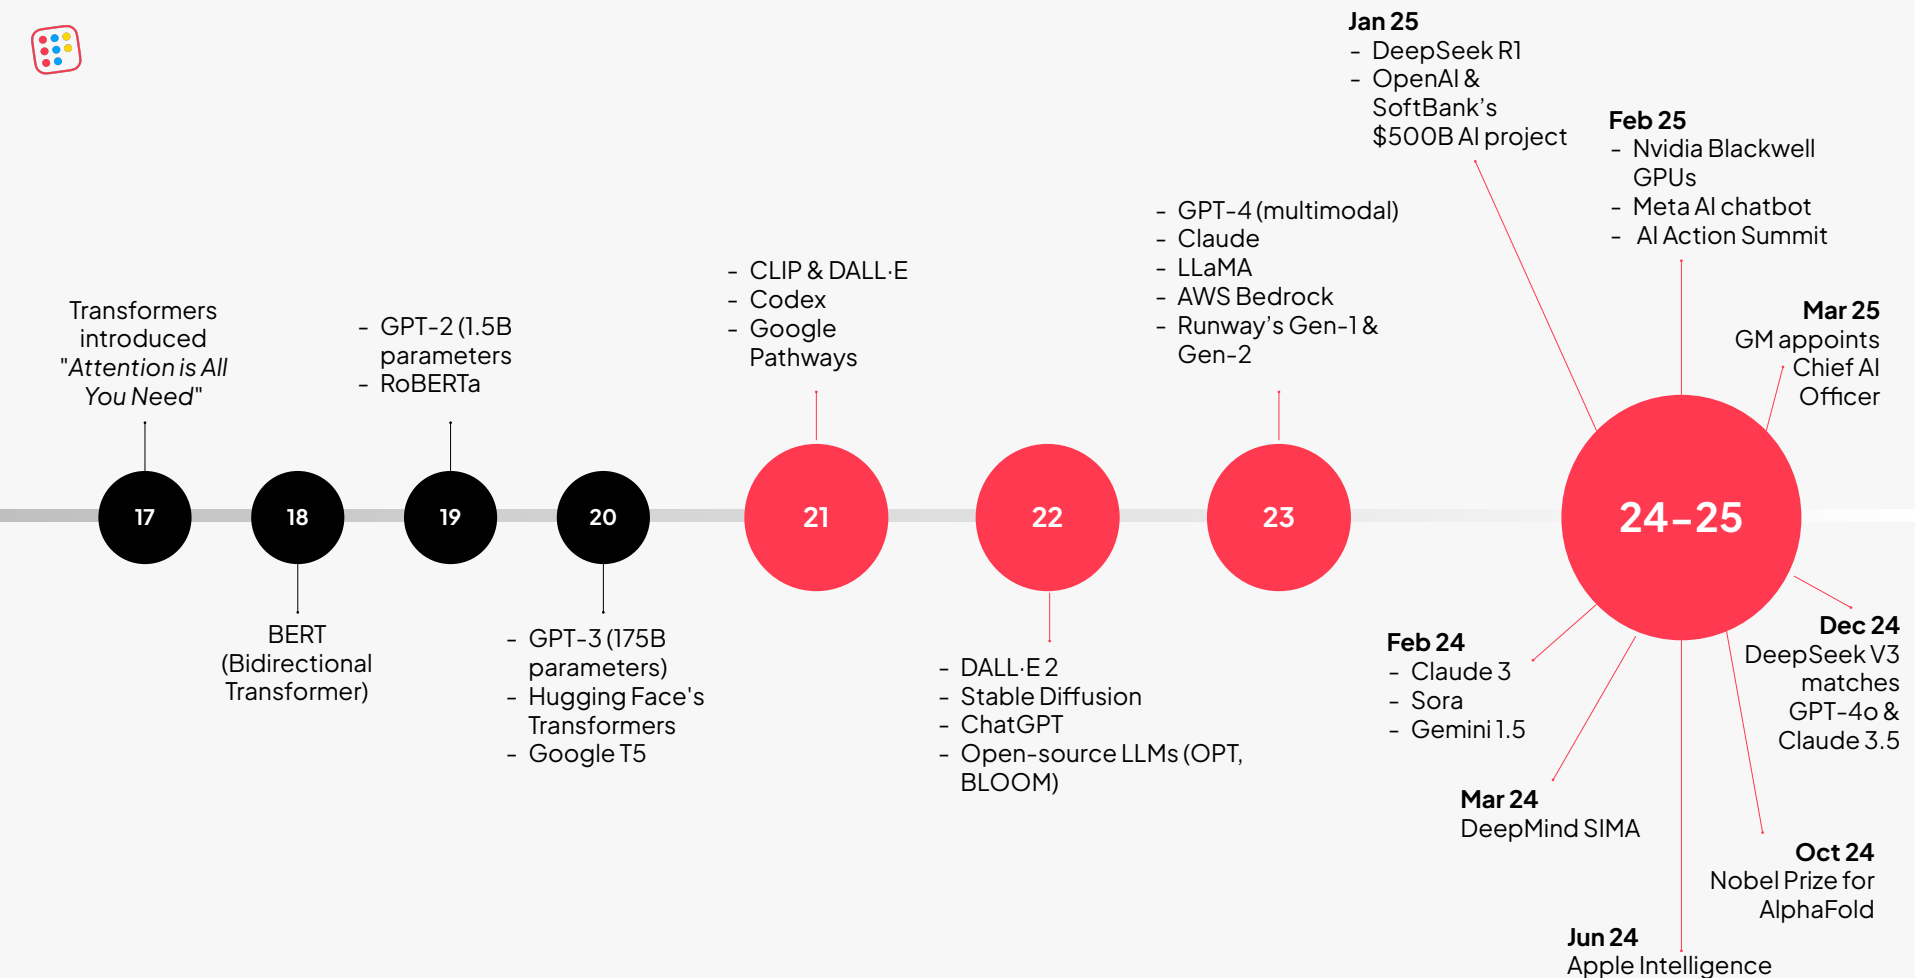 Transformers
introduced
"Attention is All
You Need"
17
18
BERT
(Bidirectional
Transformer)
- GPT-2 (1.5B
parameters
- RoBERTa
19
20
- GPT-3 (175B
parameters)
- Hugging Face's
Transformers
- Google T5
- CLIP & DALL·E
- Codex
- Google
Pathways
21
22
- DALL·E 2
- Stable Diffusion
- ChatGPT
- Open-source LLMs (OPT,
BLOOM)
- GPT-4 (multimodal)
- Claude
- LLaMA
- AWS Bedrock
- Runway’s Gen-1 &
Gen-2
23
24–25
Feb 24
- Claude 3
- Sora
- Gemini 1.5
Mar 24
DeepMind SIMA
Jun 24
Apple Intelligence
Oct 24
Nobel Prize for
AlphaFold
Dec 24
DeepSeek V3
matches
GPT-4o &
Claude 3.5
Jan 25
- DeepSeek R1
- OpenAI &
SoftBank’s
$500B AI project
Feb 25
- Nvidia Blackwell
GPUs
- Meta AI chatbot
- AI Action Summit
Mar 25
GM appoints
Chief AI
Officer